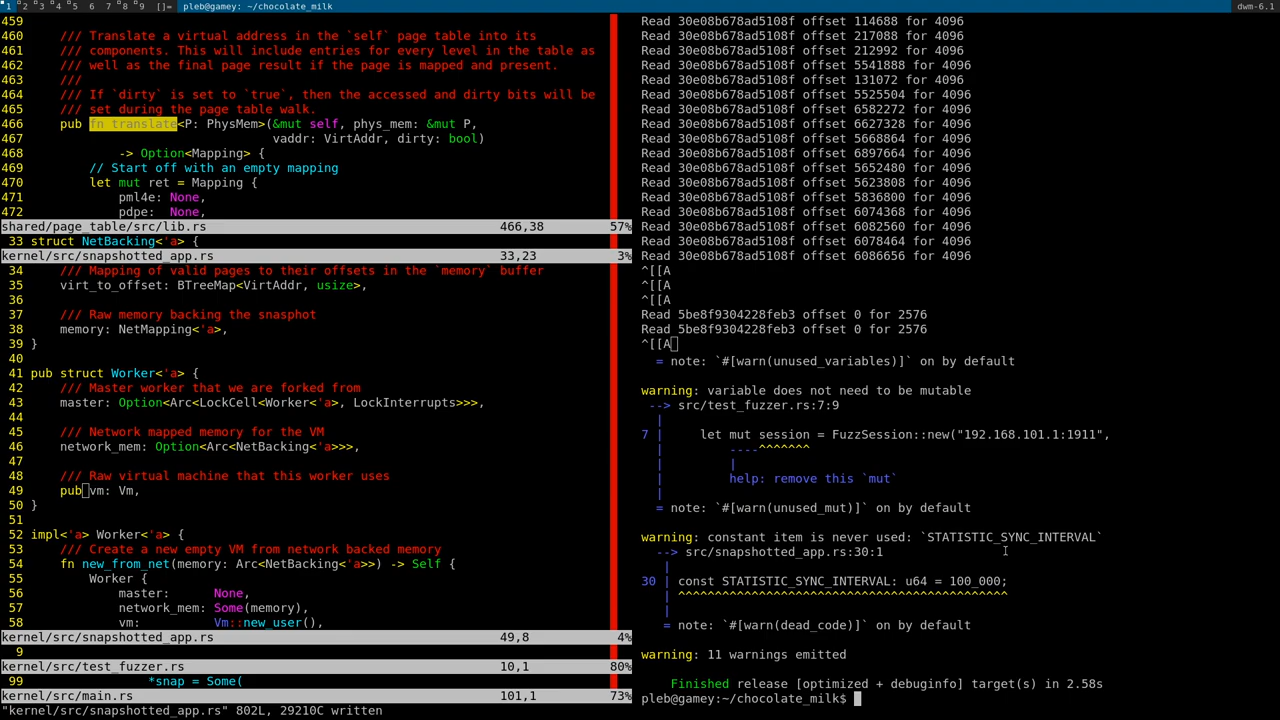 1 2 3 4 5 6 7 8 9 []= pleb@gamey: ~/chocolate_milk dwm-6.1
459
460     /// Translate a virtual address in the `self` page table into its
461     /// components. This will include entries for every level in the table as
462     /// well as the final page result if the page is mapped and present.
463     ///
464     /// If `dirty` is set to `true`, then the accessed and dirty bits will be
465     /// set during the page table walk.
466     pub fn translate<P: PhysMem>(&mut self, phys_mem: &mut P,
467                                  vaddr: VirtAddr, dirty: bool)
468             -> Option<Mapping> {
469         // Start off with an empty mapping
470         let mut ret = Mapping {
471             pml4e: None,
472             pdpe:  None,
shared/page_table/src/lib.rs 466,38 57%
33 struct NetBacking<'a> {
kernel/src/snapshotted_app.rs 33,23 3%
34     /// Mapping of valid pages to their offsets in the `memory` buffer
35     virt_to_offset: BTreeMap<VirtAddr, usize>,
36
37     /// Raw memory backing the snasphot
38     memory: NetMapping<'a>,
39 }
40
41 pub struct Worker<'a> {
42     /// Master worker that we are forked from
43     master: Option<Arc<LockCell<Worker<'a>, LockInterrupts>>>,
44
45     /// Network mapped memory for the VM
46     network_mem: Option<Arc<NetBacking<'a>>>,
47
48     /// Raw virtual machine that this worker uses
49     pub vm: Vm,
50 }
51
52 impl<'a> Worker<'a> {
53     /// Create a new empty VM from network backed memory
54     fn new_from_net(memory: Arc<NetBacking<'a>>) -> Self {
55         Worker {
56             master:      None,
57             network_mem: Some(memory),
58             vm:          Vm::new_user(),
kernel/src/snapshotted_app.rs 49,8 4%
9
kernel/src/test_fuzzer.rs 10,1 80%
99                 *snap = Some(
kernel/src/main.rs 101,1 73%
"kernel/src/snapshotted_app.rs" 802L, 29210C written
Read 30e08b678ad5108f offset 114688 for 4096
Read 30e08b678ad5108f offset 217088 for 4096
Read 30e08b678ad5108f offset 212992 for 4096
Read 30e08b678ad5108f offset 5541888 for 4096
Read 30e08b678ad5108f offset 131072 for 4096
Read 30e08b678ad5108f offset 5525504 for 4096
Read 30e08b678ad5108f offset 6582272 for 4096
Read 30e08b678ad5108f offset 6627328 for 4096
Read 30e08b678ad5108f offset 5668864 for 4096
Read 30e08b678ad5108f offset 6897664 for 4096
Read 30e08b678ad5108f offset 5652480 for 4096
Read 30e08b678ad5108f offset 5623808 for 4096
Read 30e08b678ad5108f offset 5836800 for 4096
Read 30e08b678ad5108f offset 6074368 for 4096
Read 30e08b678ad5108f offset 6082560 for 4096
Read 30e08b678ad5108f offset 6078464 for 4096
Read 30e08b678ad5108f offset 6086656 for 4096
^[[A
^[[A
^[[A
Read 5be8f9304228feb3 offset 0 for 2576
Read 5be8f9304228feb3 offset 0 for 2576
^[[A
  = note: `#[warn(unused_variables)]` on by default

warning: variable does not need to be mutable
 --> src/test_fuzzer.rs:7:9
  |
7 |     let mut session = FuzzSession::new("192.168.101.1:1911",
  |         ----^^^^^^^
  |         |
  |         help: remove this `mut`
  |
  = note: `#[warn(unused_mut)]` on by default

warning: constant item is never used: `STATISTIC_SYNC_INTERVAL`
  --> src/snapshotted_app.rs:30:1
   |
30 | const STATISTIC_SYNC_INTERVAL: u64 = 100_000;
   | ^^^^^^^^^^^^^^^^^^^^^^^^^^^^^^^^^^^^^^^^^^^^^
   |
   = note: `#[warn(dead_code)]` on by default

warning: 11 warnings emitted

    Finished release [optimized + debuginfo] target(s) in 2.58s
pleb@gamey:~/chocolate_milk$